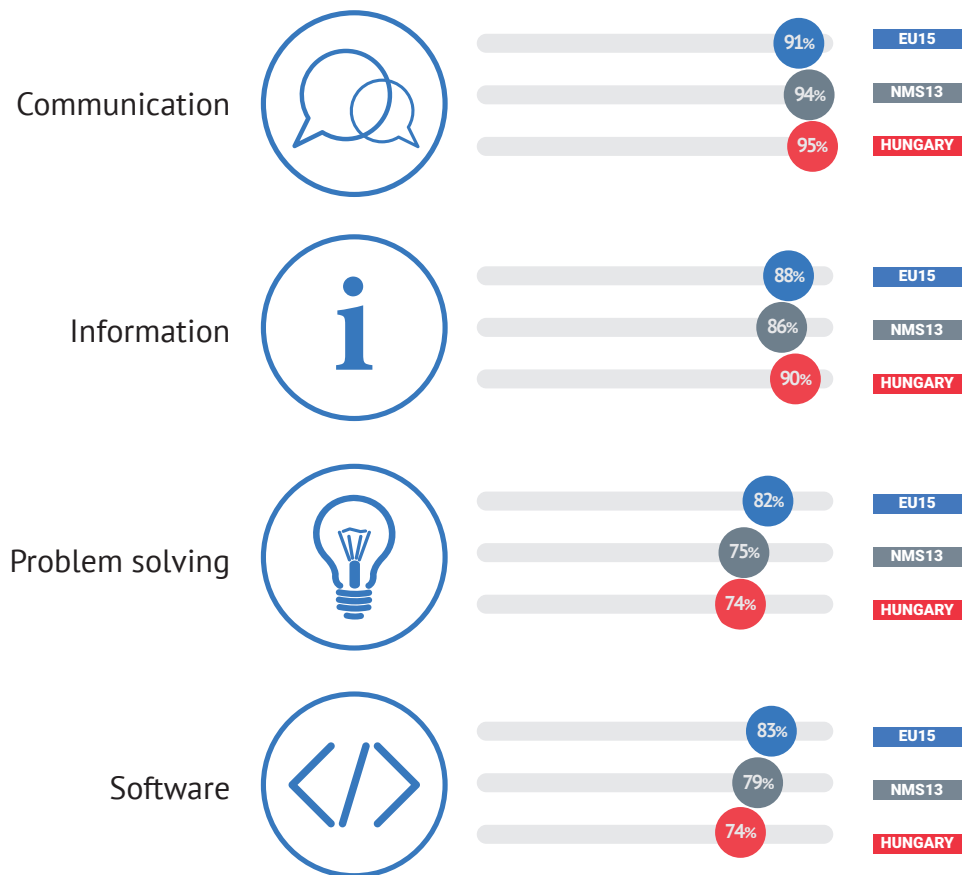 91% EU15
Communication 94% NMS13
95% HUNGARY
88% EU15
Information 86% NMS13
90% HUNGARY
82% EU15
Problem solving 75% NMS13
74% HUNGARY
83% EU15
Software 79% NMS13
74% HUNGARY